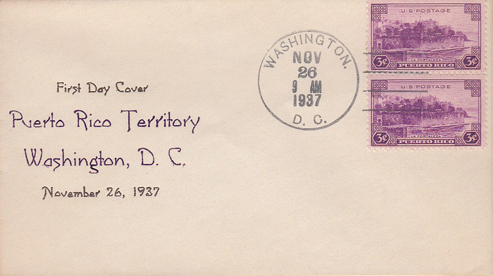 First Day Cover
Puerto Rico Territory
Washington, D. C.
November 26, 1937
WASHINGTON.
NOV
26
9 AM
1937
D. C.
U.S. POSTAGE
3¢ PUERTO RICO 3¢
U.S. POSTAGE
3¢ PUERTO RICO 3¢